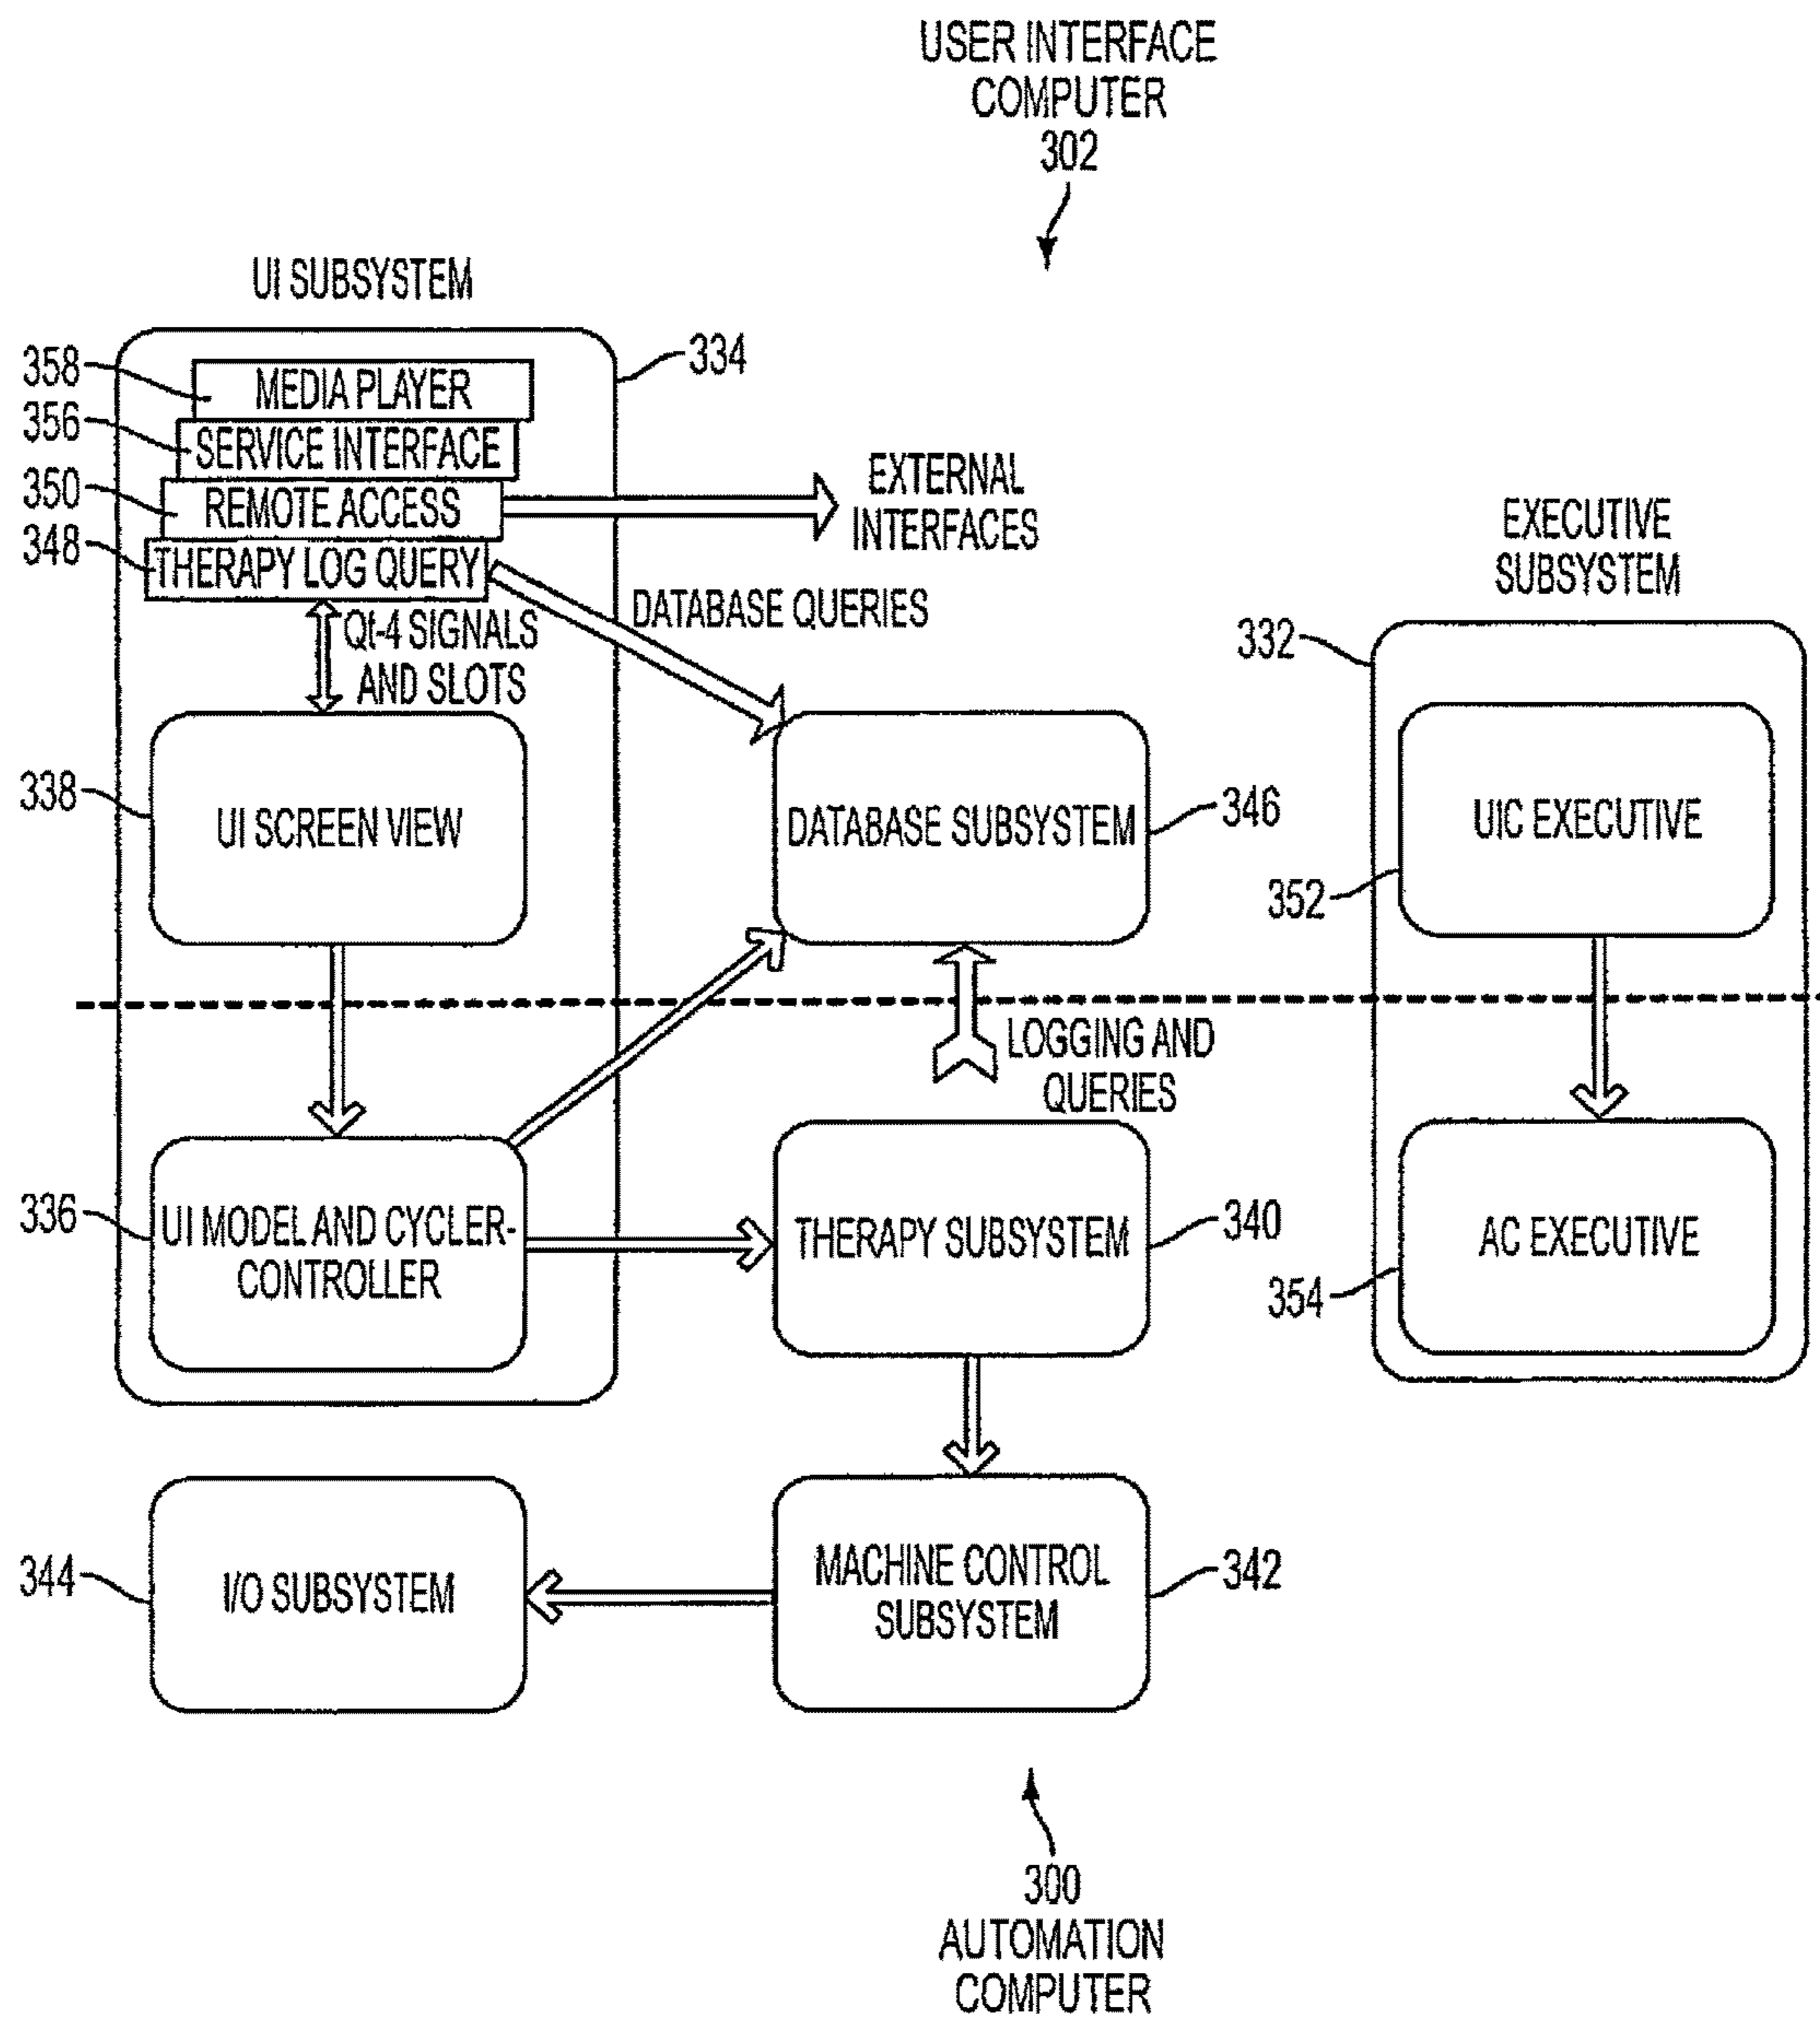 USER INTERFACE
COMPUTER
302
UI SUBSYSTEM
334
358
MEDIA PLAYER
356
SERVICE INTERFACE
350
REMOTE ACCESS
348
THERAPY LOG QUERY
EXTERNAL
INTERFACES
DATABASE QUERIES
Qt-4 SIGNALS
AND SLOTS
EXECUTIVE
SUBSYSTEM
332
338
UI SCREEN VIEW
DATABASE SUBSYSTEM
346
UIC EXECUTIVE
352
LOGGING AND
QUERIES
336
UI MODEL AND CYCLER-
CONTROLLER
THERAPY SUBSYSTEM
340
AC EXECUTIVE
354
344
I/O SUBSYSTEM
MACHINE CONTROL
SUBSYSTEM
342
300
AUTOMATION
COMPUTER